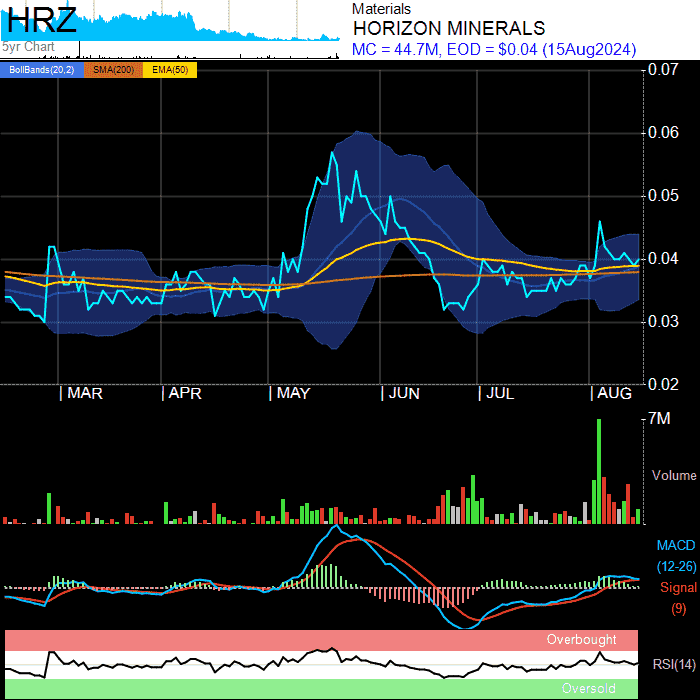 HRZ
5yr Chart
Materials
HORIZON MINERALS
MC = 44.7M, EOD = $0.04 (15Aug2024)
BollBands(20,2) SMA(200) EMA(50)
0.07
0.06
0.05
0.04
0.03
0.02
| MAR | APR | MAY | JUN | JUL | AUG
7M
Volume
MACD
(12-26)
Signal
(9)
Overbought
RSI(14)
Oversold